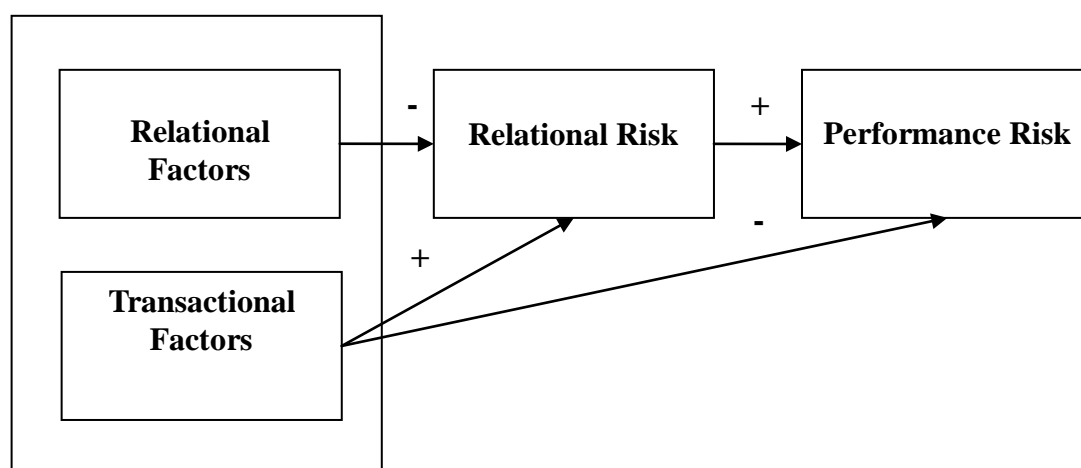 Relational
Factors
-
Relational Risk
+
Performance Risk
Transactional
Factors
+
-